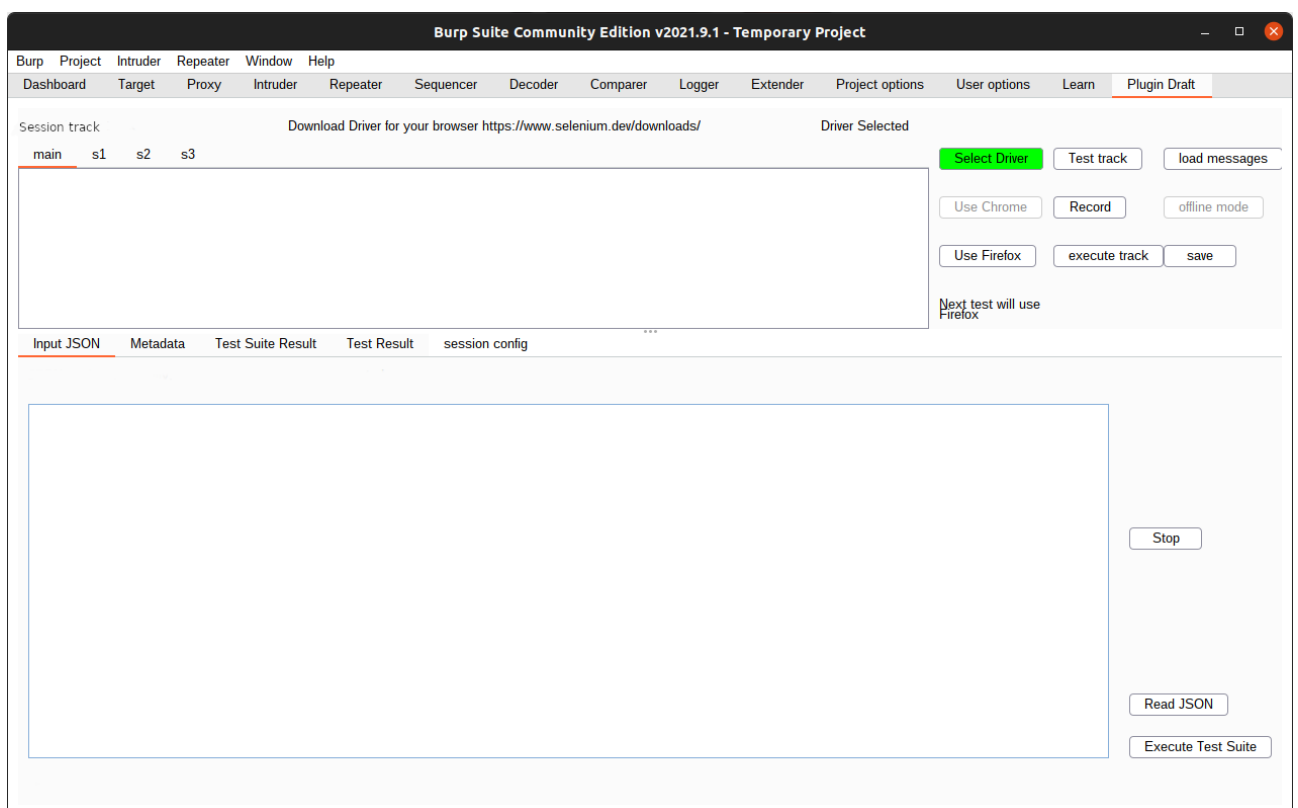 Burp Suite Community Edition v2021.9.1 - Temporary Project
Burp Project Intruder Repeater Window Help
Dashboard Target Proxy Intruder Repeater Sequencer Decoder Comparer Logger Extender Project options User options Learn Plugin Draft
Session track Download Driver for your browser https://www.selenium.dev/downloads/ Driver Selected
main s1 s2 s3
Select Driver Test track load messages
Use Chrome Record offline mode
Use Firefox execute track save
Next test will use
Firefox
Input JSON Metadata Test Suite Result Test Result session config
Stop
Read JSON
Execute Test Suite